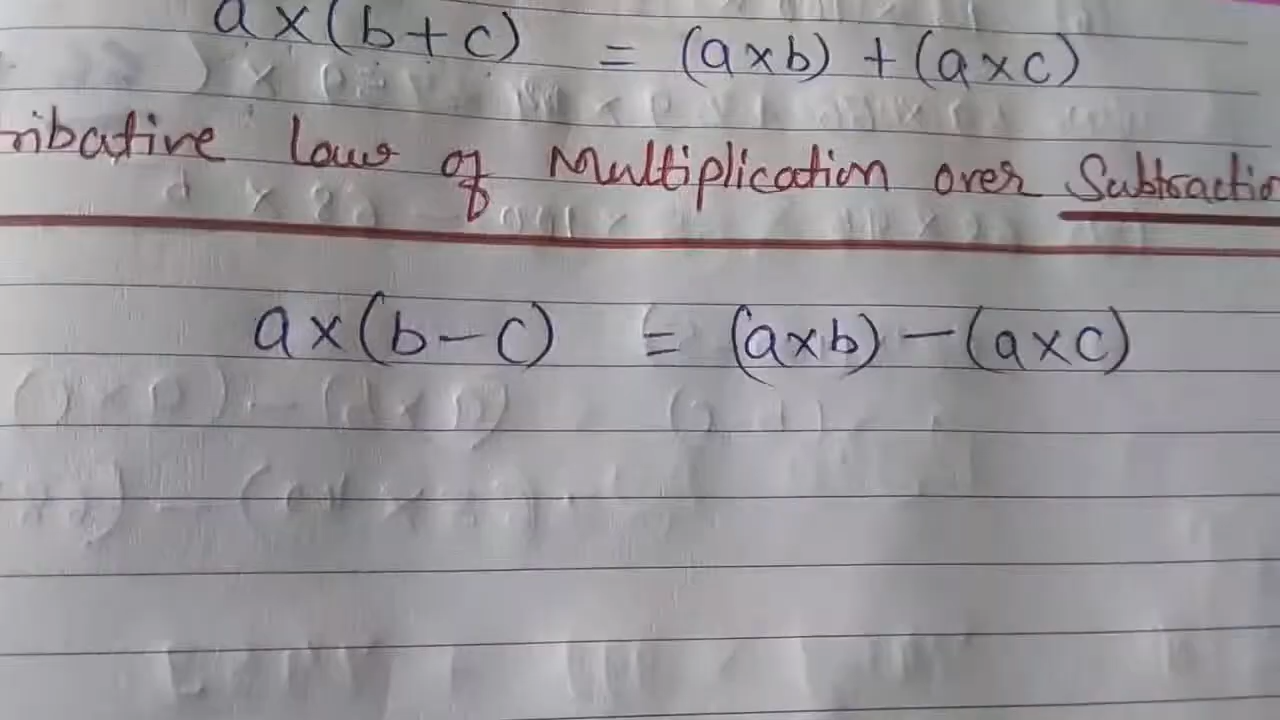 a×(b+c) = (a×b) + (a×c)
ributive Law of Multiplication over Subtractio
a×(b−c) = (a×b) − (a×c)